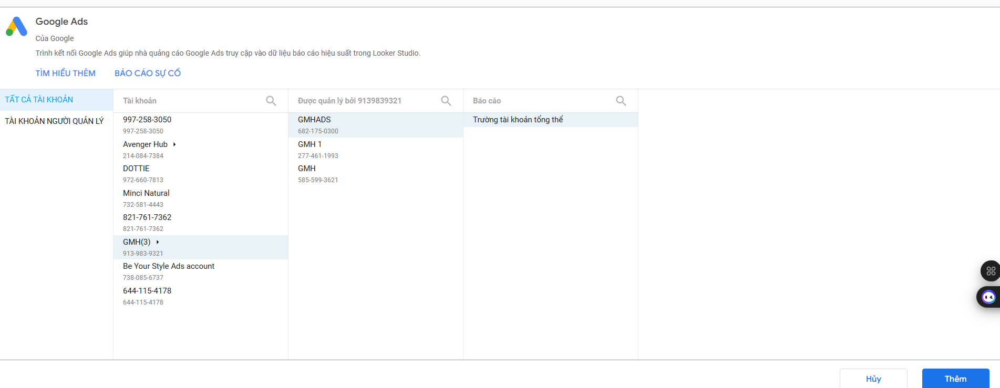 Google Ads
Của Google
Trình kết nối Google Ads giúp nhà quảng cáo Google Ads truy cập vào dữ liệu báo cáo hiệu suất trong Looker Studio.
TÌM HIỂU THÊM
BÁO CÁO SỰ CỐ
TẤT CẢ TÀI KHOẢN
TÀI KHOẢN NGƯỜI QUẢN LÝ
Tài khoản
997-258-3050
997-258-3050
Avenger Hub
214-084-7384
DOTTIE
972-660-7813
Minci Natural
732-581-4443
821-761-7362
821-761-7362
GMH(3)
913-983-9321
Be Your Style Ads account
738-085-6737
644-115-4178
644-115-4178
Được quản lý bởi 9139839321
GMHADS
682-175-0300
GMH 1
277-461-1993
GMH
585-599-3621
Báo cáo
Trường tài khoản tổng thể
Hủy
Thêm